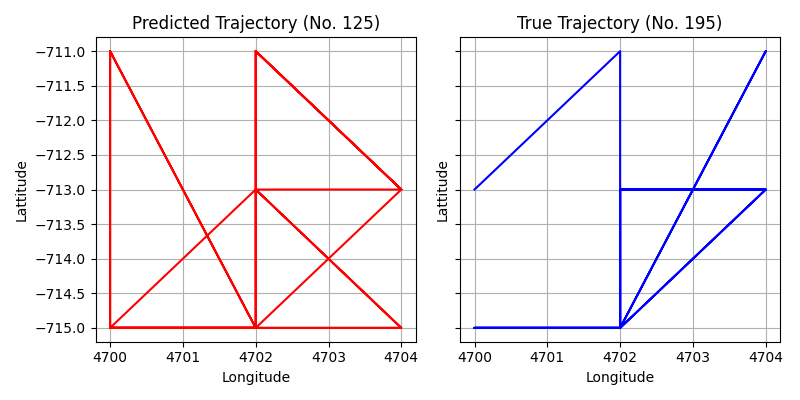 Predicted Trajectory (No. 125)
True Trajectory (No. 195)
−711.0
−711.5
−712.0
−712.5
−713.0
−713.5
−714.0
−714.5
−715.0
Lattitude
Lattitude
4700 4701 4702 4703 4704
4700 4701 4702 4703 4704
Longitude
Longitude